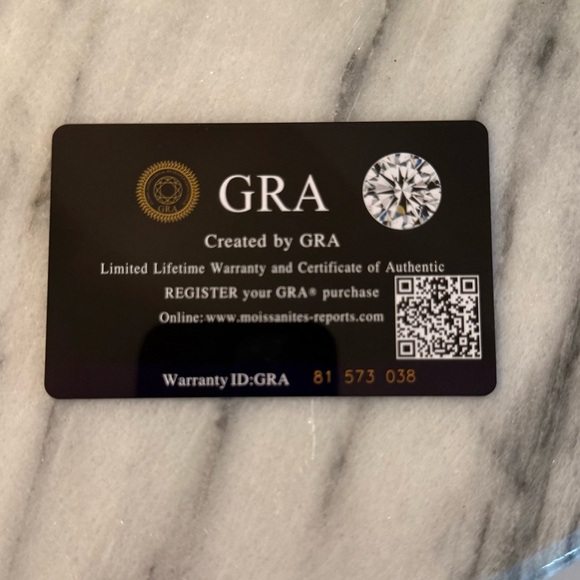 GRA
GRA
Created by GRA
Limited Lifetime Warranty and Certificate of Authentic
REGISTER your GRA® purchase
Online: www.moissanites-reports.com
Warranty ID:GRA 81 573 038